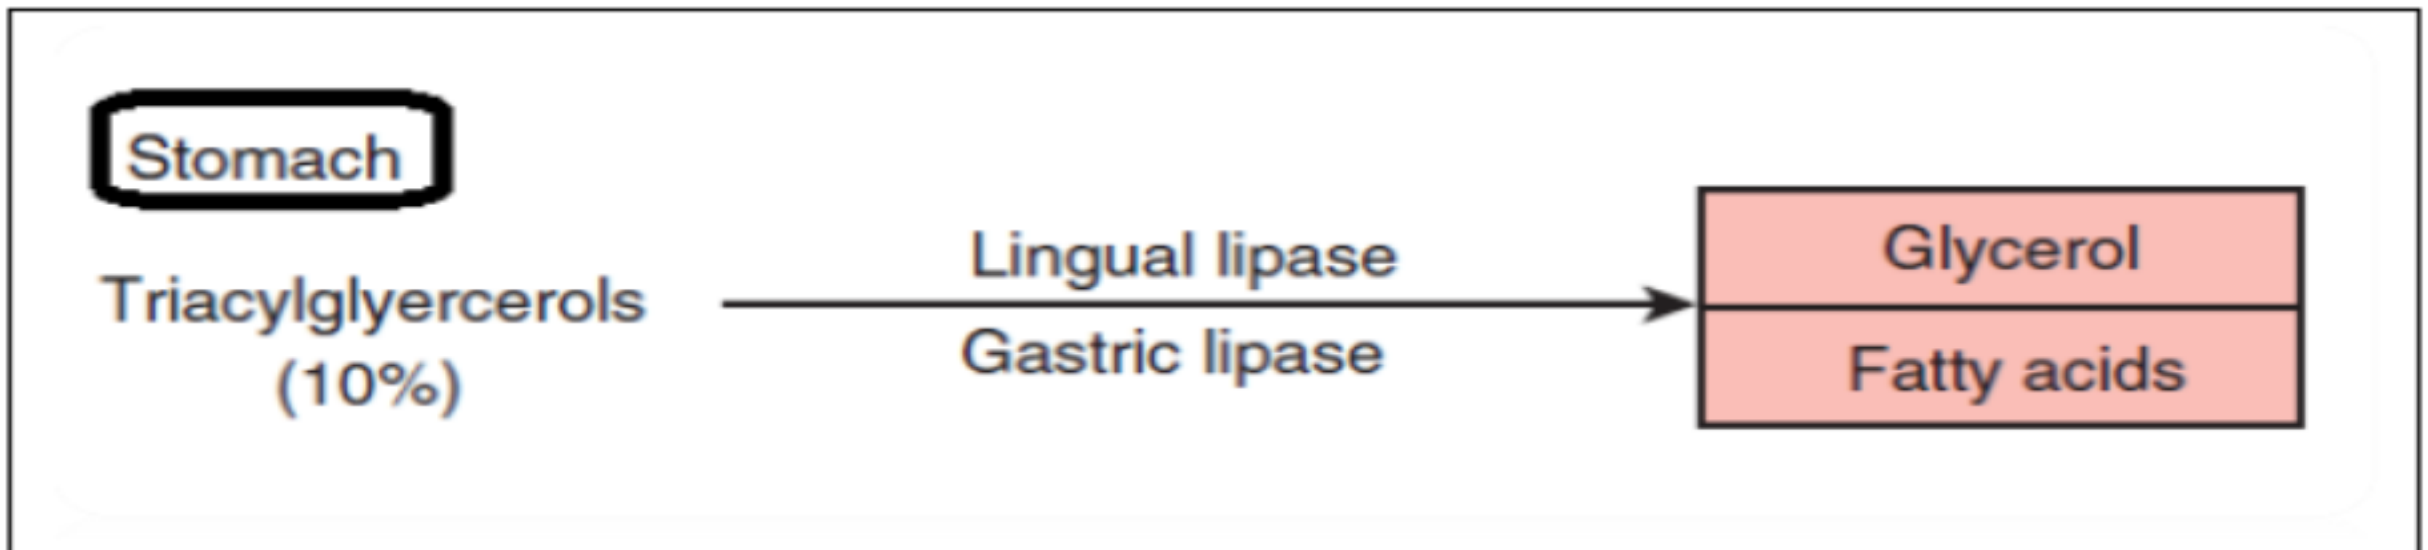 Stomach
Triacylglyercerols
(10%)
Lingual lipase
Gastric lipase
Glycerol
Fatty acids